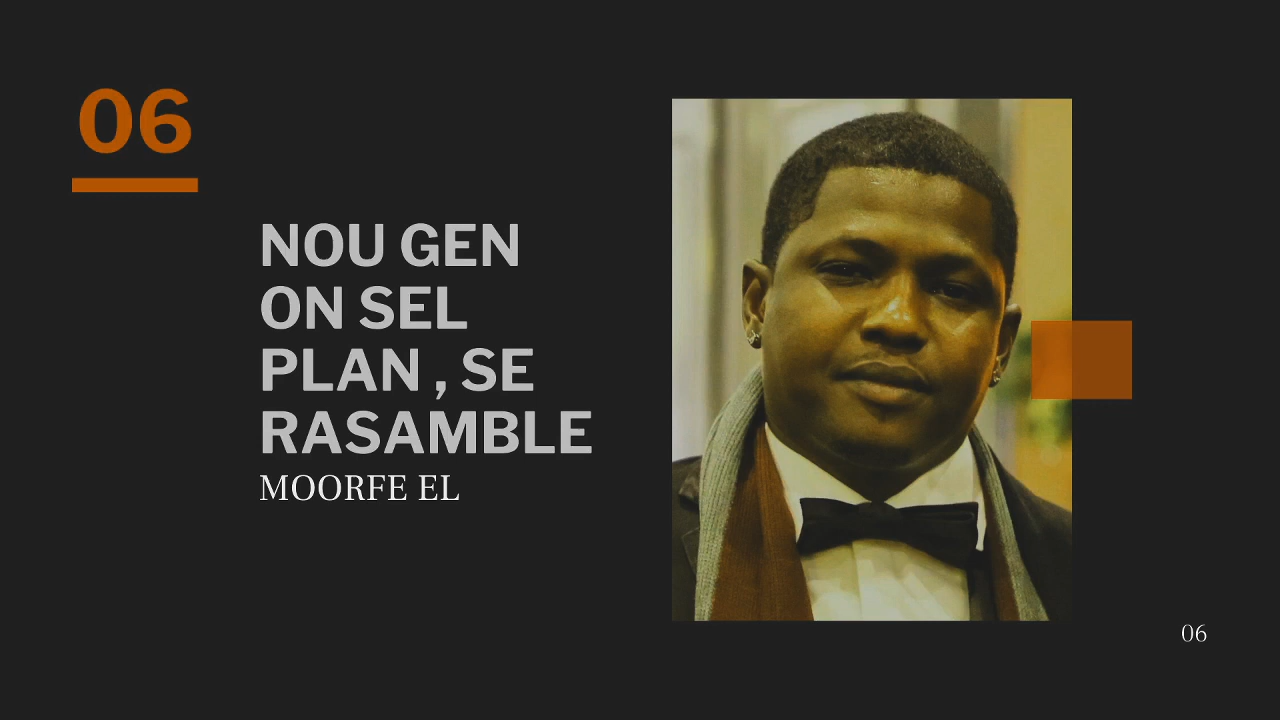 06
NOU GEN
ON SEL
PLAN , SE
RASAMBLE
MOORFE EL
06